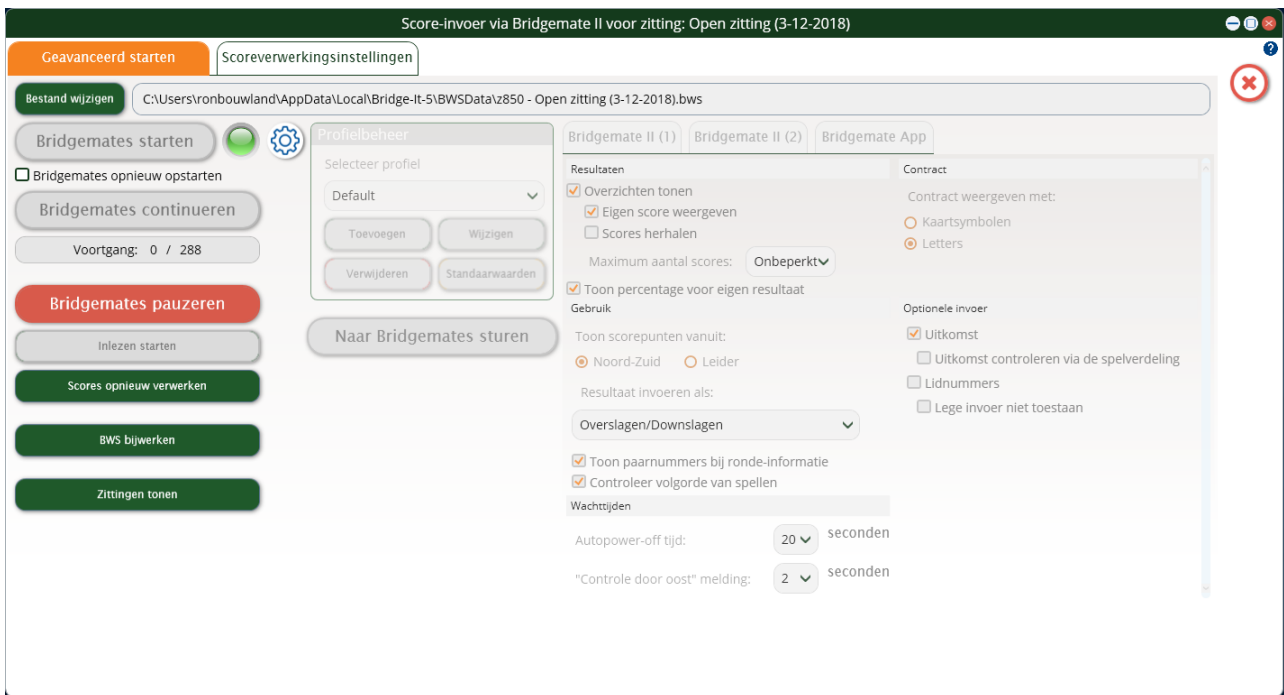 Score-invoer via Bridgemate II voor zitting: Open zitting (3-12-2018)
Geavanceerd starten
Scoreverwerkingsinstellingen
Bestand wijzigen
C:\Users\ronbouwland\AppData\Local\Bridge-It-5\BWSData\z850 - Open zitting (3-12-2018).bws
Bridgemates starten
Bridgemates opnieuw opstarten
Bridgemates continueren
Voortgang: 0 / 288
Bridgemates pauzeren
Inlezen starten
Scores opnieuw verwerken
BWS bijwerken
Zittingen tonen
Profielbeheer
Selecteer profiel
Default
Toevoegen
Wijzigen
Verwijderen
Standaarwaarden
Naar Bridgemates sturen
Bridgemate II (1)
Bridgemate II (2)
Bridgemate App
Resultaten
Overzichten tonen
Eigen score weergeven
Scores herhalen
Maximum aantal scores: Onbeperkt
Toon percentage voor eigen resultaat
Gebruik
Toon scorepunten vanuit:
Noord-Zuid Leider
Resultaat invoeren als:
Overslagen/Downslagen
Toon paarnummers bij ronde-informatie
Controleer volgorde van spellen
Wachttijden
Autopower-off tijd: 20 seconden
"Controle door oost" melding: 2 seconden
Contract
Contract weergeven met:
Kaartsymbolen
Letters
Optionele invoer
Uitkomst
Uitkomst controleren via de spelverdeling
Lidnummers
Lege invoer niet toestaan